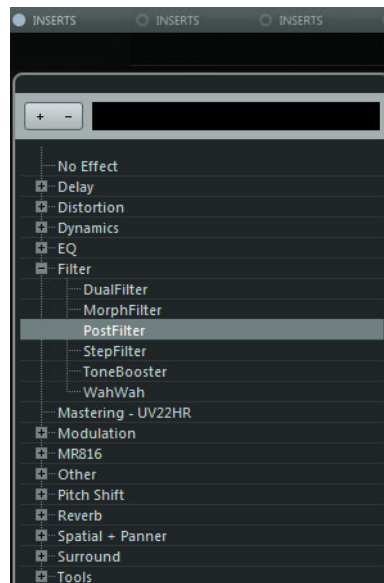 INSERTS INSERTS INSERTS
+ -
No Effect
Delay
Distortion
Dynamics
EQ
Filter
DualFilter
MorphFilter
PostFilter
StepFilter
ToneBooster
WahWah
Mastering - UV22HR
Modulation
MR816
Other
Pitch Shift
Reverb
Spatial + Panner
Surround
Tools